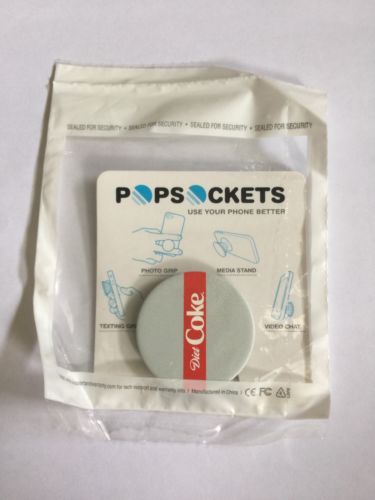 SEALED FOR SECURITY • SEALED FOR SECURITY • SEALED FOR SECURITY • SEALED FOR SECURITY
POPSOCKETS
USE YOUR PHONE BETTER
PHOTO GRIP
MEDIA STAND
TEXTING
VIDEO CHAT
Diet Coke
for tech support and warranty info / Manufactured in China / CE FC